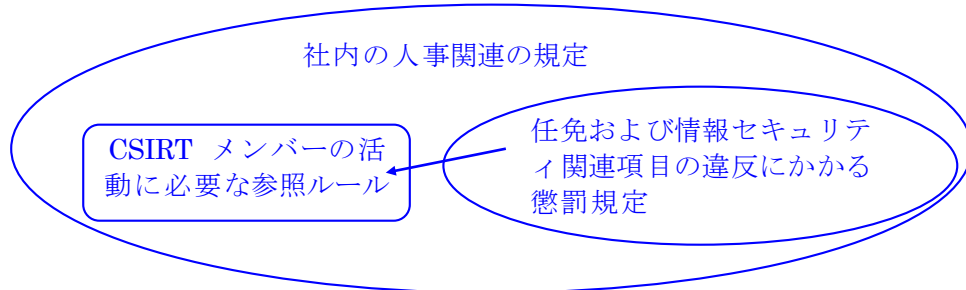 社内の人事関連の規定
CSIRT メンバーの活
動に必要な参照ルール
任免および情報セキュリテ
ィ関連項目の違反にかかる
懲罰規定